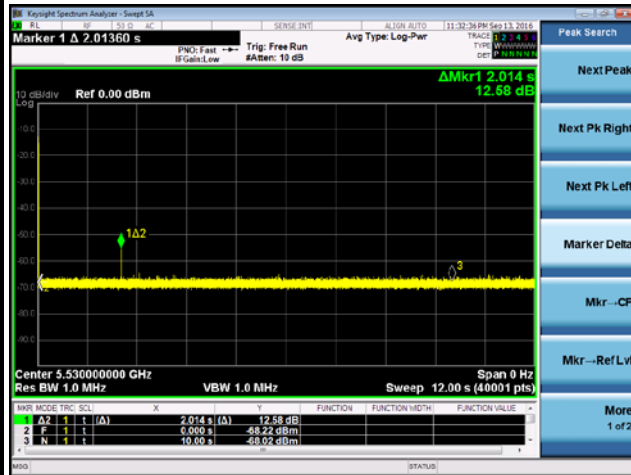 Keysight Spectrum Analyzer - Swept SA
RL RF 50 Ω AC SENSE:INT ALIGN AUTO 11:32:36 PM Sep 13, 2016
Marker 1 Δ 2.01360 s
PNO: Fast
IFGain:Low
Trig: Free Run
#Atten: 10 dB
Avg Type: Log-Pwr
TRACE 1 2 3 4 5 6
TYPE WWWWWW
DET P N N N N N
ΔMkr1 2.014 s
12.58 dB
10 dB/div Ref 0.00 dBm
Log
-10.0
-20.0
-30.0
-40.0
-50.0
-60.0
-70.0
-80.0
-90.0
1Δ2
3
Center 5.530000000 GHz
Span 0 Hz
Res BW 1.0 MHz
VBW 1.0 MHz
Sweep 12.00 s (40001 pts)
MKR MODE TRC SCL X Y FUNCTION FUNCTION WIDTH FUNCTION VALUE
1 Δ2 1 t (Δ) 2.014 s (Δ) 12.58 dB
2 F 1 t 0.000 s -68.22 dBm
3 N 1 t 10.00 s -68.02 dBm
MSG
STATUS
Peak Search
Next Peak
Next Pk Right
Next Pk Left
Marker Delta
Mkr→CF
Mkr→Ref Lvl
More
1 of 2